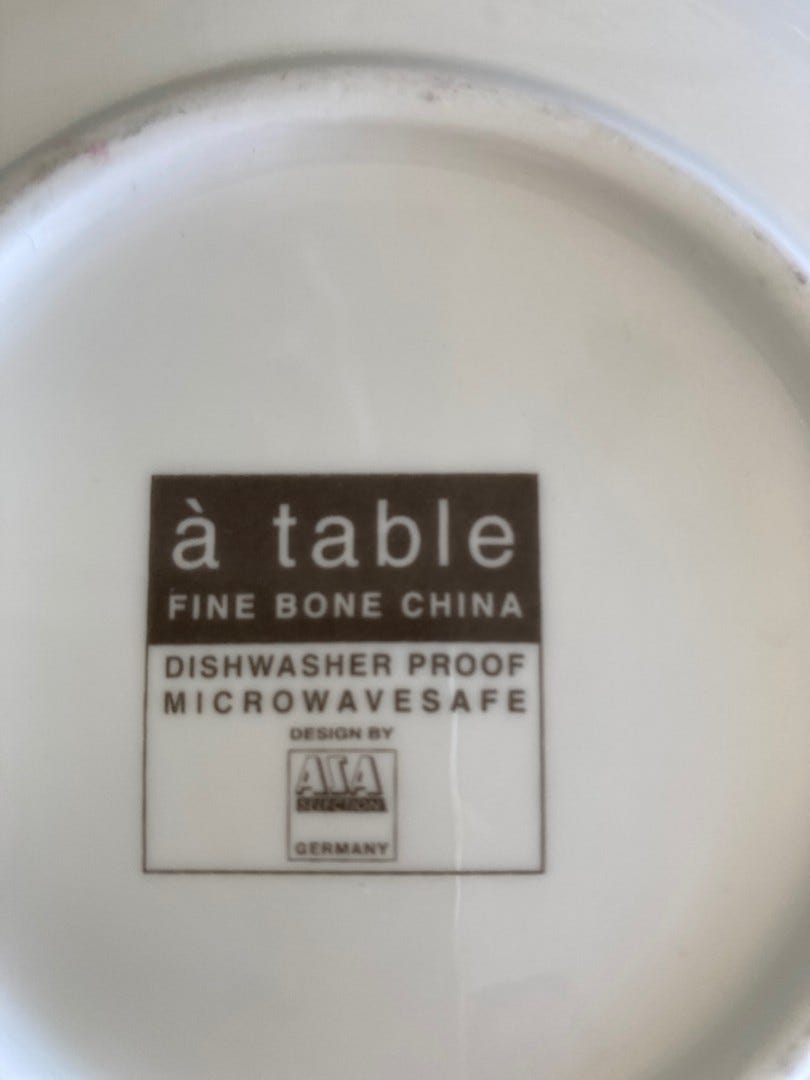 à table
FINE BONE CHINA
DISHWASHER PROOF
MICROWAVESAFE
DESIGN BY
ASA
SELECTION
GERMANY